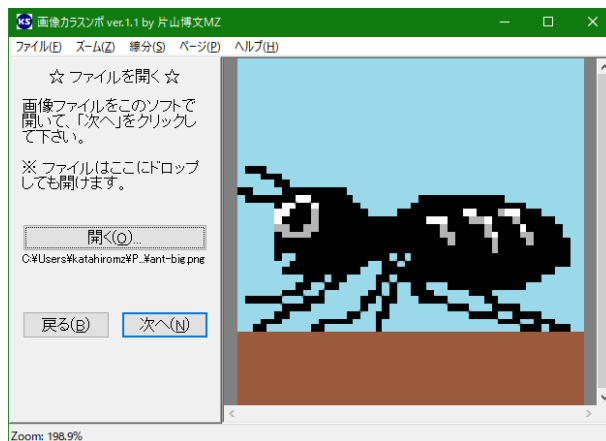 KS 画像カラスンポ ver.1.1 by 片山博文MZ
ファイル(F) ズーム(Z) 線分(S) ページ(P) ヘルプ(H)
☆ ファイルを開く ☆
画像ファイルをこのソフトで
開いて、「次へ」をクリックし
て下さい。
※ ファイルはここにドロップ
しても開けます。
開く(O)...
C:¥Users¥katahiromz¥P...¥ant-big.png
戻る(B) 次へ(N)
Zoom: 198.9%